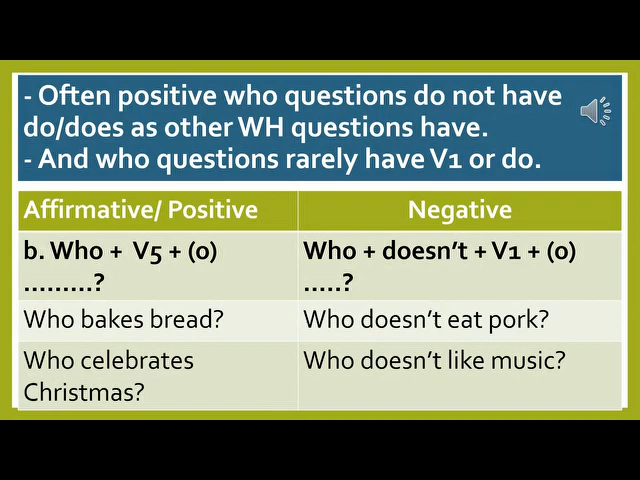 - Often positive who questions do not have
do/does as other WH questions have.
- And who questions rarely have V1 or do.
Affirmative/ Positive
Negative
b. Who + V5 + (o)
.........?
Who + doesn't + V1 + (o)
.....?
Who bakes bread?
Who doesn't eat pork?
Who celebrates
Christmas?
Who doesn't like music?